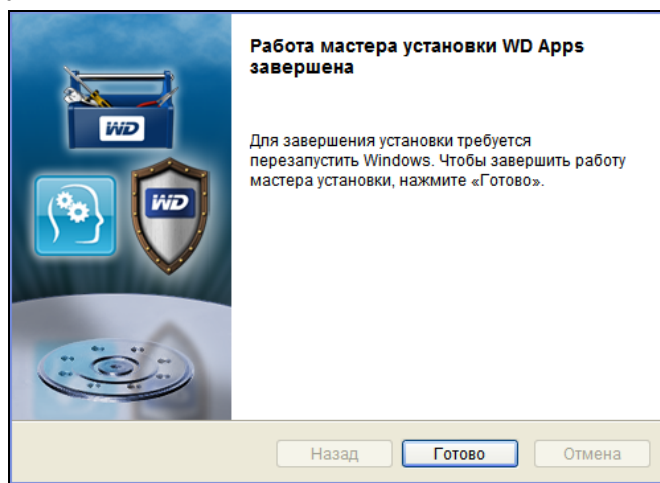 Работа мастера установки WD Apps
завершена
WD
Для завершения установки требуется
перезапустить Windows. Чтобы завершить работу
мастера установки, нажмите «Готово».
WD
Назад
Готово
Отмена